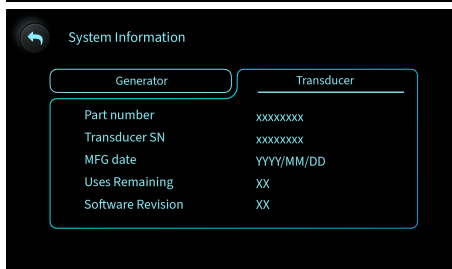 System Information
Generator Transducer
Part number xxxxxxxx
Transducer SN xxxxxxxx
MFG date YYYY/MM/DD
Uses Remaining XX
Software Revision XX